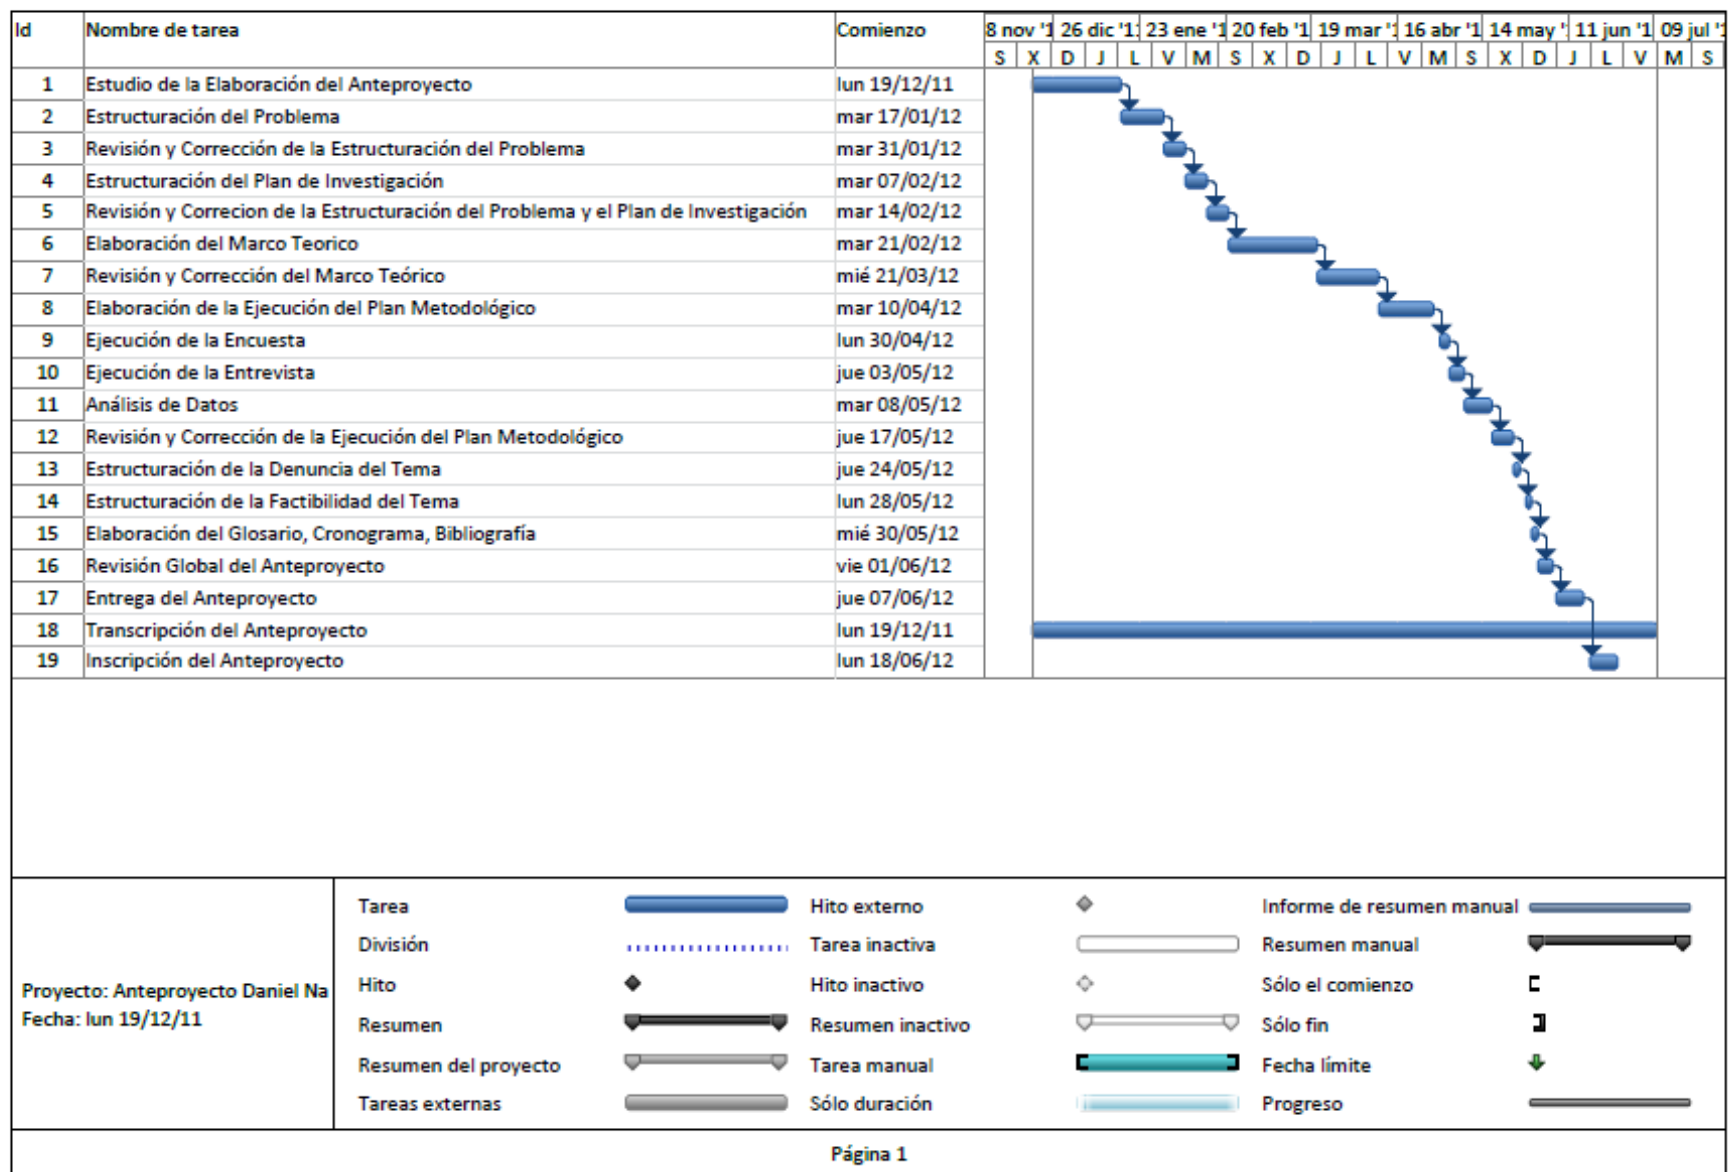 Id Nombre de tarea Comienzo 8 nov '1 26 dic '11 23 ene '1 20 feb '1 19 mar '1 16 abr '1 14 may ' 11 jun '1 09 jul '1
S X D J L V M S X D J L V M S X D J L V M S
1 Estudio de la Elaboración del Anteproyecto lun 19/12/11
2 Estructuración del Problema mar 17/01/12
3 Revisión y Corrección de la Estructuración del Problema mar 31/01/12
4 Estructuración del Plan de Investigación mar 07/02/12
5 Revisión y Correcion de la Estructuración del Problema y el Plan de Investigación mar 14/02/12
6 Elaboración del Marco Teorico mar 21/02/12
7 Revisión y Corrección del Marco Teórico mié 21/03/12
8 Elaboración de la Ejecución del Plan Metodológico mar 10/04/12
9 Ejecución de la Encuesta lun 30/04/12
10 Ejecución de la Entrevista jue 03/05/12
11 Análisis de Datos mar 08/05/12
12 Revisión y Corrección de la Ejecución del Plan Metodológico jue 17/05/12
13 Estructuración de la Denuncia del Tema jue 24/05/12
14 Estructuración de la Factibilidad del Tema lun 28/05/12
15 Elaboración del Glosario, Cronograma, Bibliografía mié 30/05/12
16 Revisión Global del Anteproyecto vie 01/06/12
17 Entrega del Anteproyecto jue 07/06/12
18 Transcripción del Anteproyecto lun 19/12/11
19 Inscripción del Anteproyecto lun 18/06/12
Proyecto: Anteproyecto Daniel Na
Fecha: lun 19/12/11
Tarea Hito externo Informe de resumen manual
División Tarea inactiva Resumen manual
Hito Hito inactivo Sólo el comienzo
Resumen Resumen inactivo Sólo fin
Resumen del proyecto Tarea manual Fecha límite
Tareas externas Sólo duración Progreso
Página 1